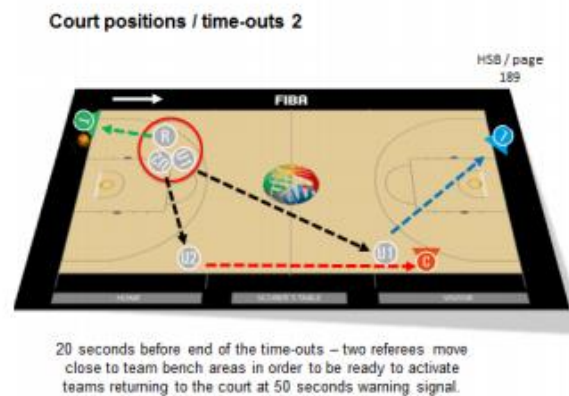 Court positions / time-outs 2
HSB / page
189
FIBA
R
U2
U1
C
HOME
SCORER'S TABLE
20 seconds before end of the time-outs – two referees move
close to team bench areas in order to be ready to activate
teams returning to the court at 50 seconds warning signal.